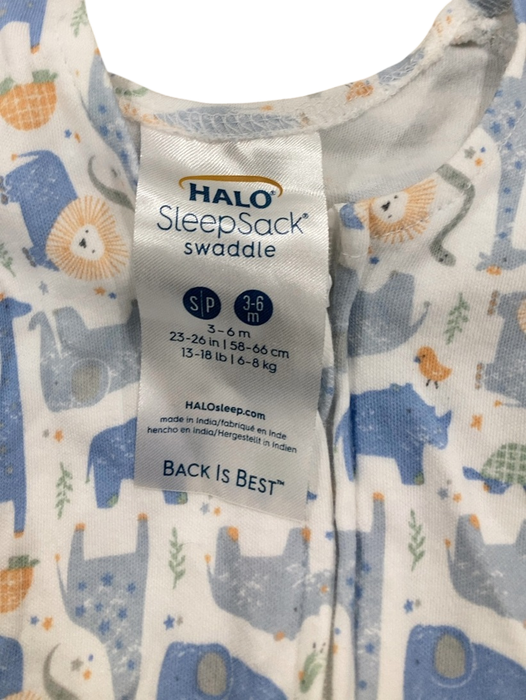 HALO®
SleepSack®
swaddle
S|P 3-6 m
3-6 m
23-26 in | 58-66 cm
13-18 lb | 6-8 kg
HALOsleep.com
made in India/fabriqué en Inde
hencho en India/Hergestellt in Indien
BACK IS BEST™